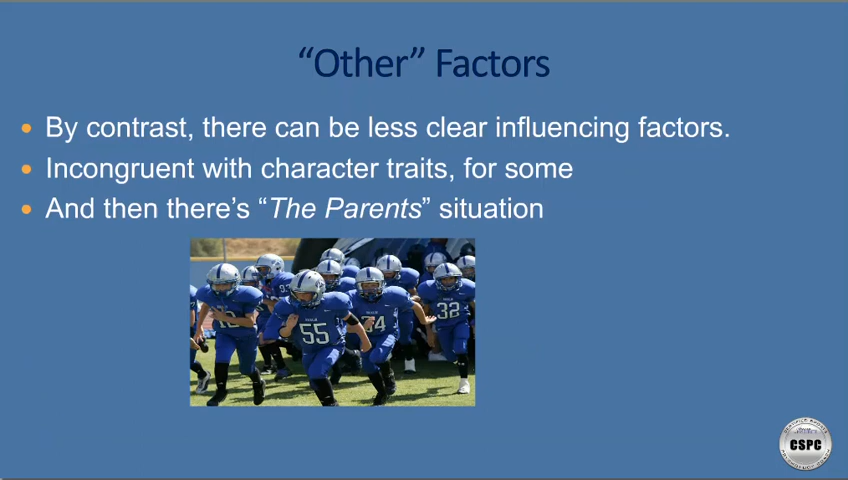 “Other” Factors
By contrast, there can be less clear influencing factors.
Incongruent with character traits, for some
And then there’s “The Parents” situation
55
32
CSPC